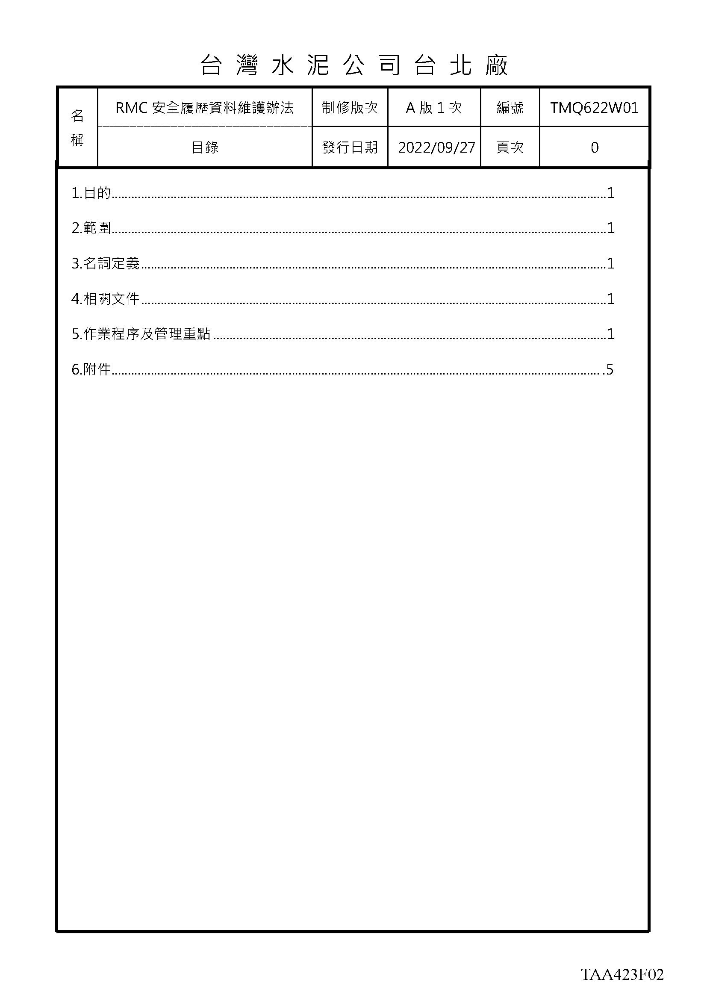 台灣水泥公司台北廠
名稱 RMC 安全履歷資料維護辦法 制修版次 A 版 1 次 編號 TMQ622W01
目錄 發行日期 2022/09/27 頁次 0
1.目的........................................1
2.範圍........................................1
3.名詞定義........................................1
4.相關文件........................................1
5.作業程序及管理重點........................................1
6.附件........................................5
TAA423F02